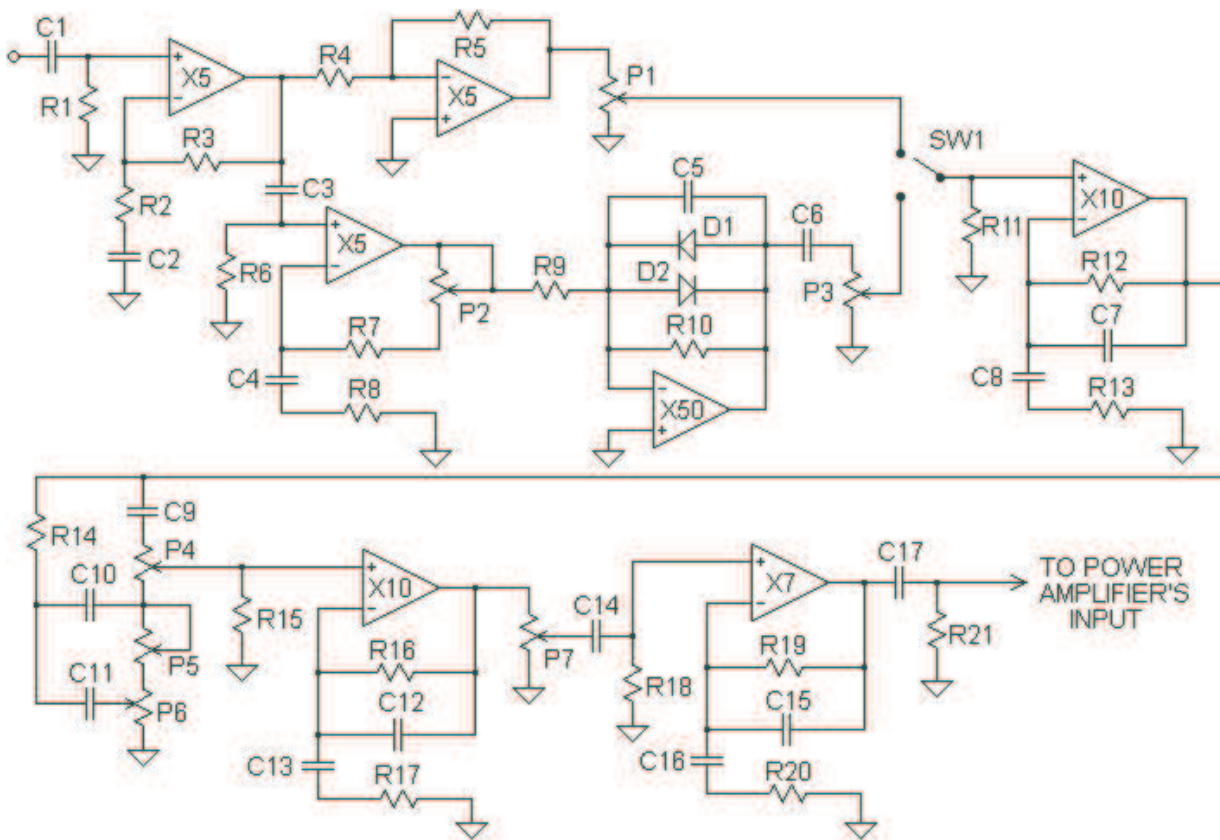 C1
R1
X5
+
-
R3
R2
C2
R4
R5
-
X5
+
P1
SW1
C3
R6
+
X5
-
P2
R7
C4
R8
R9
C5
D1
D2
R10
-
X50
+
C6
P3
R11
+
X10
-
R12
C7
C8
R13
R14
C9
P4
C10
P5
C11
P6
R15
+
X10
-
R16
C12
C13
R17
P7
C14
R18
+
X7
-
R19
C15
C16
R20
C17
R21
TO POWER
AMPLIFIER'S
INPUT